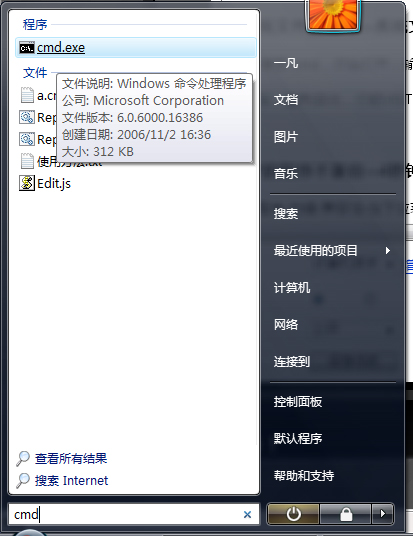 程序
cmd.exe
文件
文件说明: Windows 命令处理程序
公司: Microsoft Corporation
文件版本: 6.0.6000.16386
创建日期: 2006/11/2 16:36
大小: 312 KB
a.c
Rep
Rep
使用方法.txt
Edit.js
查看所有结果
搜索 Internet
cmd
一凡
文档
图片
音乐
搜索
最近使用的项目
计算机
网络
连接到
控制面板
默认程序
帮助和支持